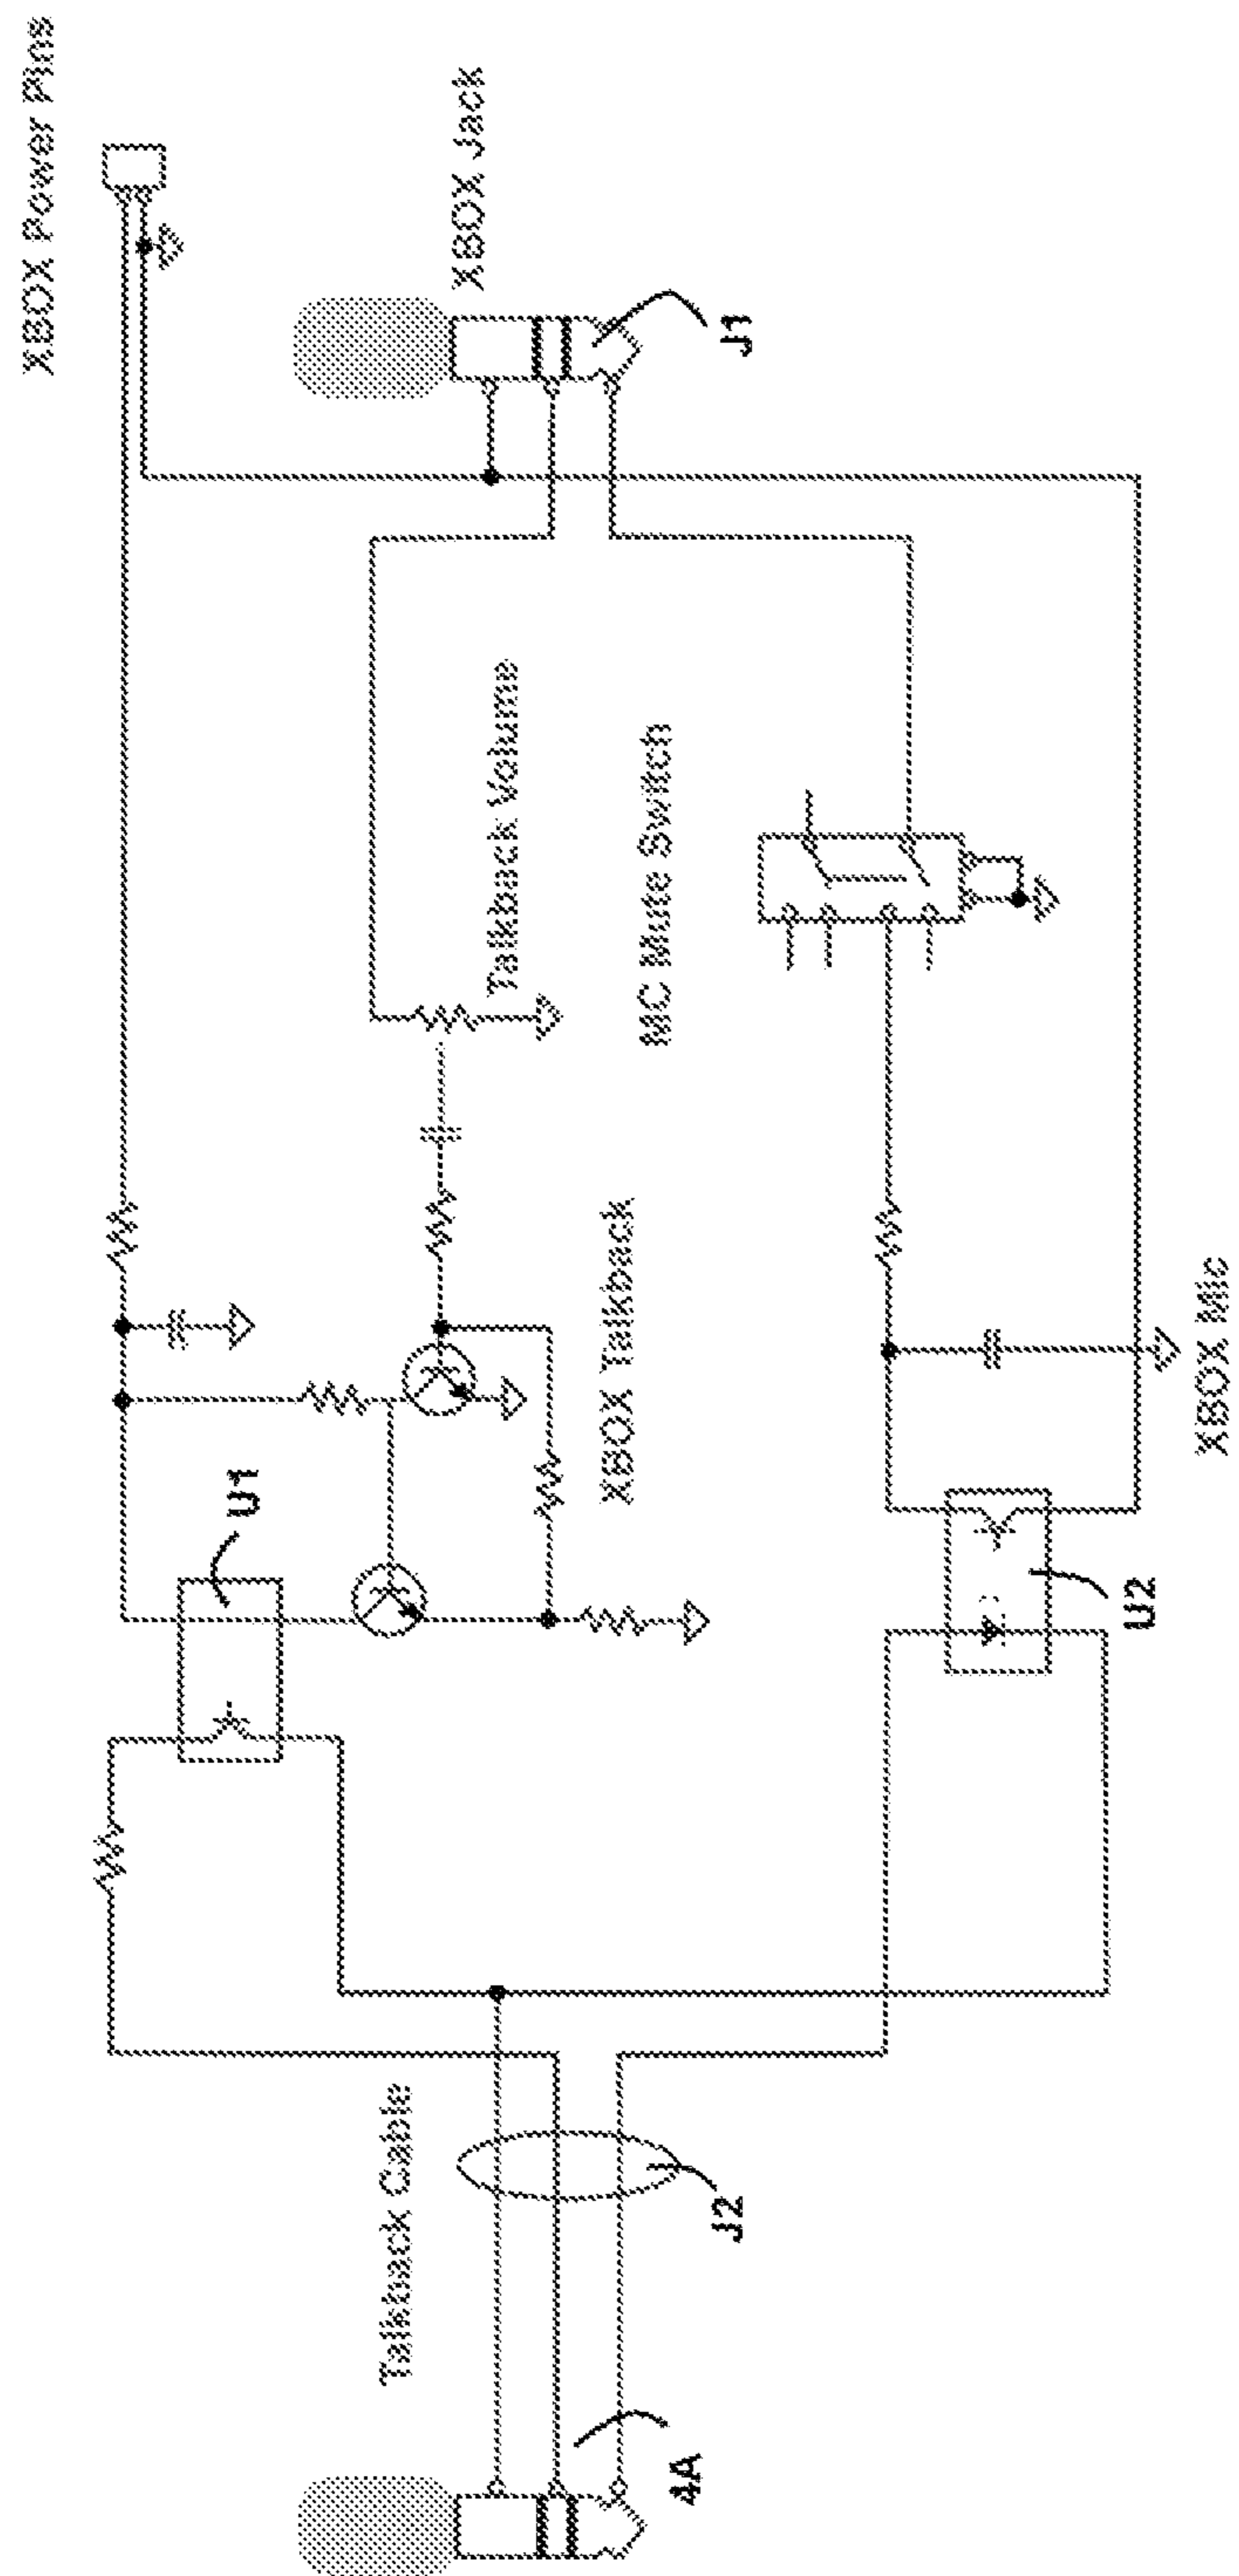 XBOX Power Pins
XBOX Jack
J1
Talkback Volume
MC Mute Switch
XBOX Talkback
XBOX Mic
U1
U2
Talkback Cable
J2
4A